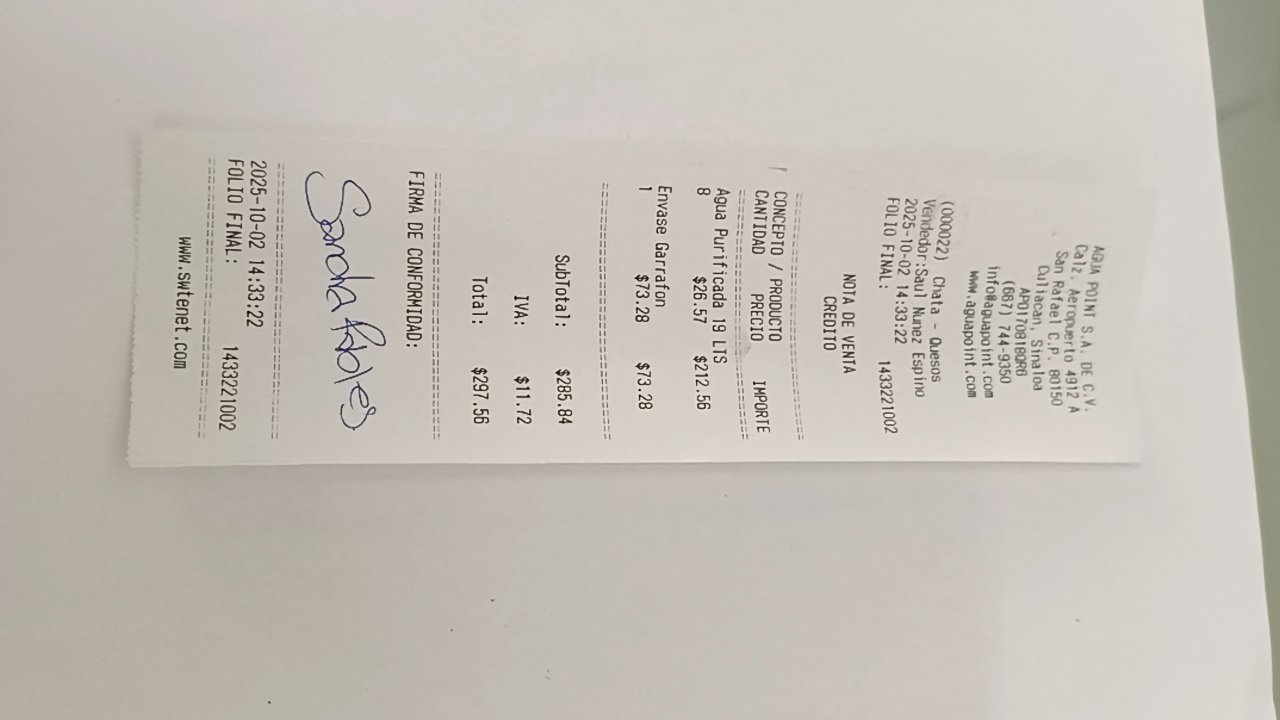 AGUA POINT S.A. DE C.V.
Calz. Aeropuerto 4912 A
San Rafael C.P. 80150
Culiacan, Sinaloa
APO170818QR6
(667) 744-9350
info@aguapoint.com
www.aguapoint.com
(000022) Chata - Quesos
Vendedor:Saul Nunez Espino
2025-10-02 14:33:22
FOLIO FINAL: 1433221002
NOTA DE VENTA
CREDITO
==============================
CONCEPTO / PRODUCTO
CANTIDAD PRECIO IMPORTE
==============================
Agua Purificada 19 LTS
8 $26.57 $212.56
Envase Garrafon
1 $73.28 $73.28
==============================
SubTotal: $285.84
IVA: $11.72
Total: $297.56
==============================
FIRMA DE CONFORMIDAD:
Sandra Robles
==============================
2025-10-02 14:33:22
FOLIO FINAL: 1433221002
==============================
www.swtenet.com